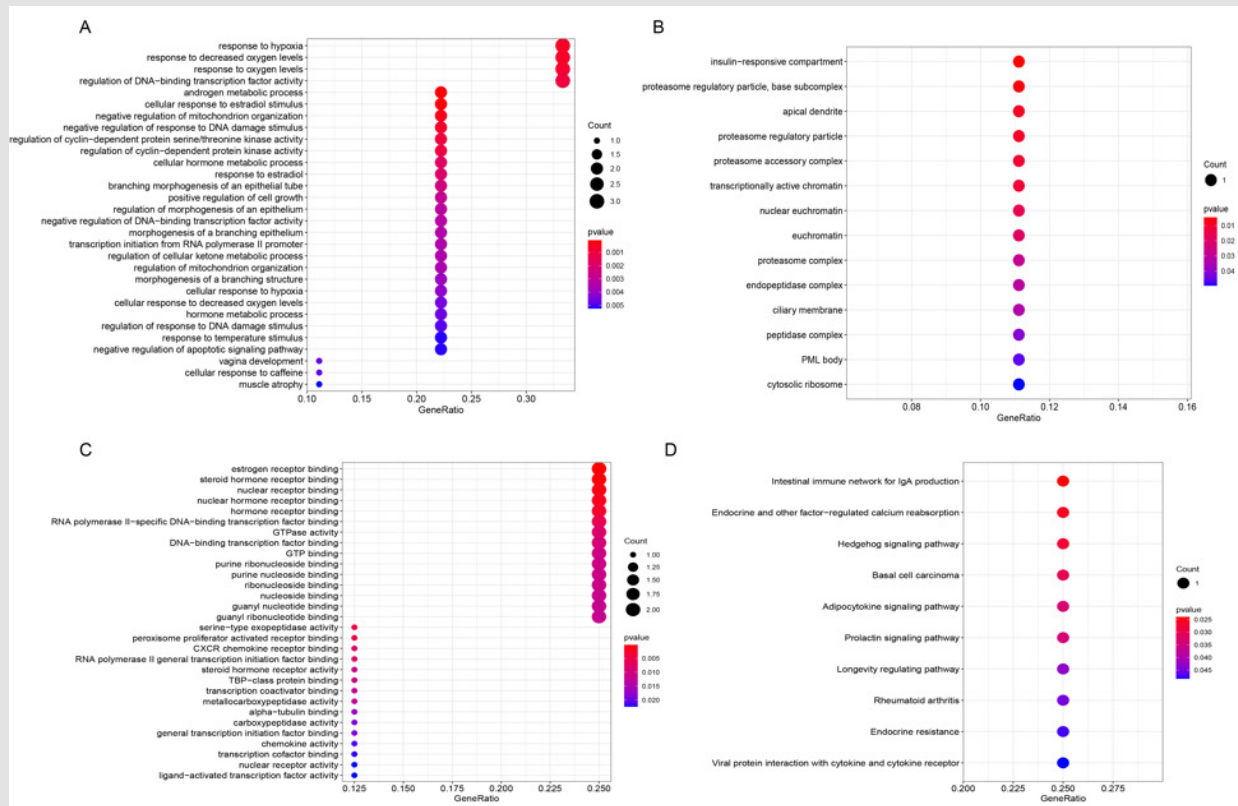 A
response to hypoxia
response to decreased oxygen levels
response to oxygen levels
regulation of DNA−binding transcription factor activity
androgen metabolic process
cellular response to estradiol stimulus
negative regulation of mitochondrion organization
negative regulation of response to DNA damage stimulus
regulation of cyclin−dependent protein serine/threonine kinase activity
regulation of cyclin−dependent protein kinase activity
cellular hormone metabolic process
response to estradiol
branching morphogenesis of an epithelial tube
positive regulation of cell growth
regulation of morphogenesis of an epithelium
negative regulation of DNA−binding transcription factor activity
morphogenesis of a branching epithelium
transcription initiation from RNA polymerase II promoter
regulation of cellular ketone metabolic process
regulation of mitochondrion organization
morphogenesis of a branching structure
cellular response to hypoxia
cellular response to decreased oxygen levels
hormone metabolic process
regulation of response to DNA damage stimulus
response to temperature stimulus
negative regulation of apoptotic signaling pathway
vagina development
cellular response to caffeine
muscle atrophy
0.10 0.15 0.20 0.25 0.30
GeneRatio
Count
1.0
1.5
2.0
2.5
3.0
pvalue
0.001
0.002
0.003
0.004
0.005
B
insulin−responsive compartment
proteasome regulatory particle, base subcomplex
apical dendrite
proteasome regulatory particle
proteasome accessory complex
transcriptionally active chromatin
nuclear euchromatin
euchromatin
proteasome complex
endopeptidase complex
ciliary membrane
peptidase complex
PML body
cytosolic ribosome
0.08 0.10 0.12 0.14 0.16
GeneRatio
Count
1
pvalue
0.01
0.02
0.03
0.04
C
estrogen receptor binding
steroid hormone receptor binding
nuclear receptor binding
nuclear hormone receptor binding
hormone receptor binding
RNA polymerase II−specific DNA−binding transcription factor binding
GTPase activity
DNA−binding transcription factor binding
GTP binding
purine ribonucleoside binding
purine nucleoside binding
ribonucleoside binding
nucleoside binding
guanyl nucleotide binding
guanyl ribonucleotide binding
serine−type exopeptidase activity
peroxisome proliferator activated receptor binding
CXCR chemokine receptor binding
RNA polymerase II general transcription initiation factor binding
steroid hormone receptor activity
TBP−class protein binding
transcription coactivator binding
metallocarboxypeptidase activity
alpha−tubulin binding
carboxypeptidase activity
general transcription initiation factor binding
chemokine activity
transcription cofactor binding
nuclear receptor activity
ligand−activated transcription factor activity
0.125 0.150 0.175 0.200 0.225 0.250
GeneRatio
Count
1.00
1.25
1.50
1.75
2.00
pvalue
0.005
0.010
0.015
0.020
D
Intestinal immune network for IgA production
Endocrine and other factor−regulated calcium reabsorption
Hedgehog signaling pathway
Basal cell carcinoma
Adipocytokine signaling pathway
Prolactin signaling pathway
Longevity regulating pathway
Rheumatoid arthritis
Endocrine resistance
Viral protein interaction with cytokine and cytokine receptor
0.200 0.225 0.250 0.275
GeneRatio
Count
1
pvalue
0.025
0.030
0.035
0.040
0.045